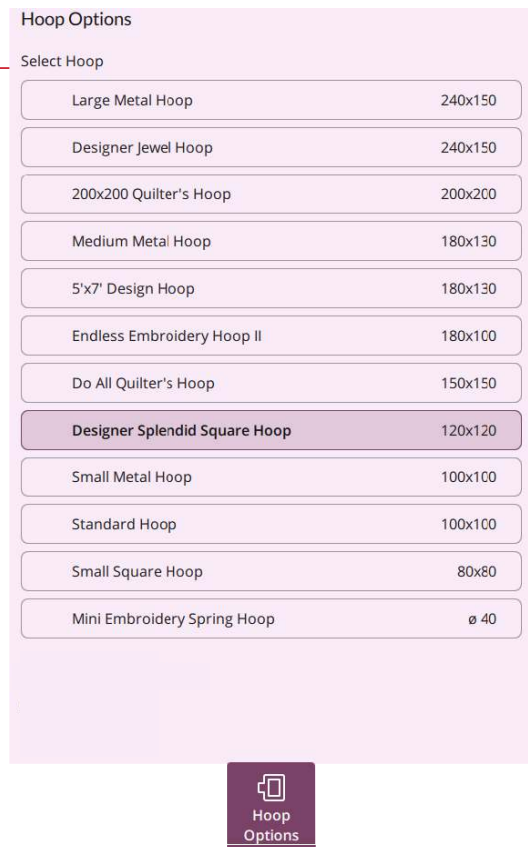 Hoop Options
Select Hoop
Large Metal Hoop 240x150
Designer Jewel Hoop 240x150
200x200 Quilter's Hoop 200x200
Medium Metal Hoop 180x130
5'x7' Design Hoop 180x130
Endless Embroidery Hoop II 180x100
Do All Quilter's Hoop 150x150
Designer Splendid Square Hoop 120x120
Small Metal Hoop 100x100
Standard Hoop 100x100
Small Square Hoop 80x80
Mini Embroidery Spring Hoop ø 40
Hoop
Options